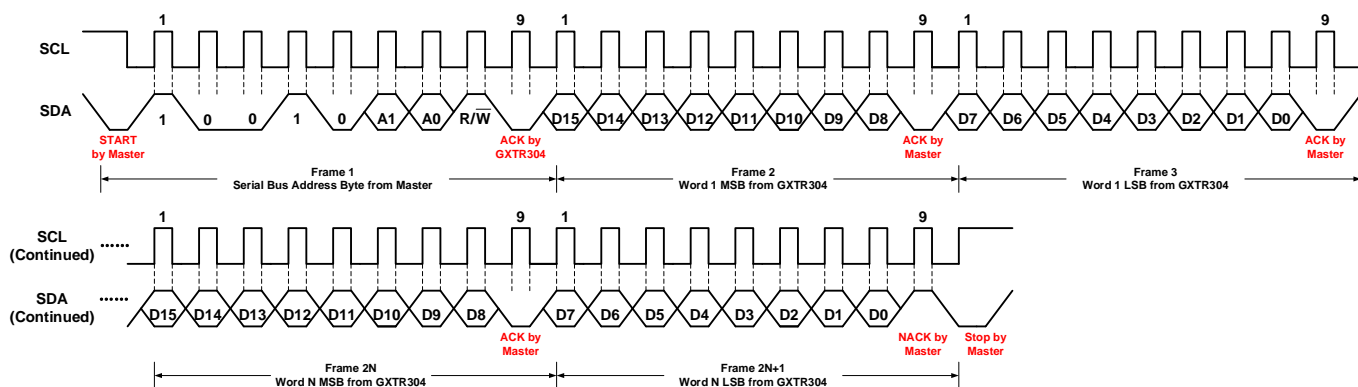 1 9 1 9 1 9
SCL
SDA 1 0 0 1 0 A1 A0 R/W̅ D15 D14 D13 D12 D11 D10 D9 D8 D7 D6 D5 D4 D3 D2 D1 D0
START ACK by ACK by ACK by
by Master GXTR304 Master Master
Frame 1 Frame 2 Frame 3
Serial Bus Address Byte from Master Word 1 MSB from GXTR304 Word 1 LSB from GXTR304
1 9 1 9
SCL ······
(Continued)
SDA ······
(Continued) D15 D14 D13 D12 D11 D10 D9 D8 D7 D6 D5 D4 D3 D2 D1 D0
ACK by NACK by Stop by
Master Master Master
Frame 2N Frame 2N+1
Word N MSB from GXTR304 Word N LSB from GXTR304